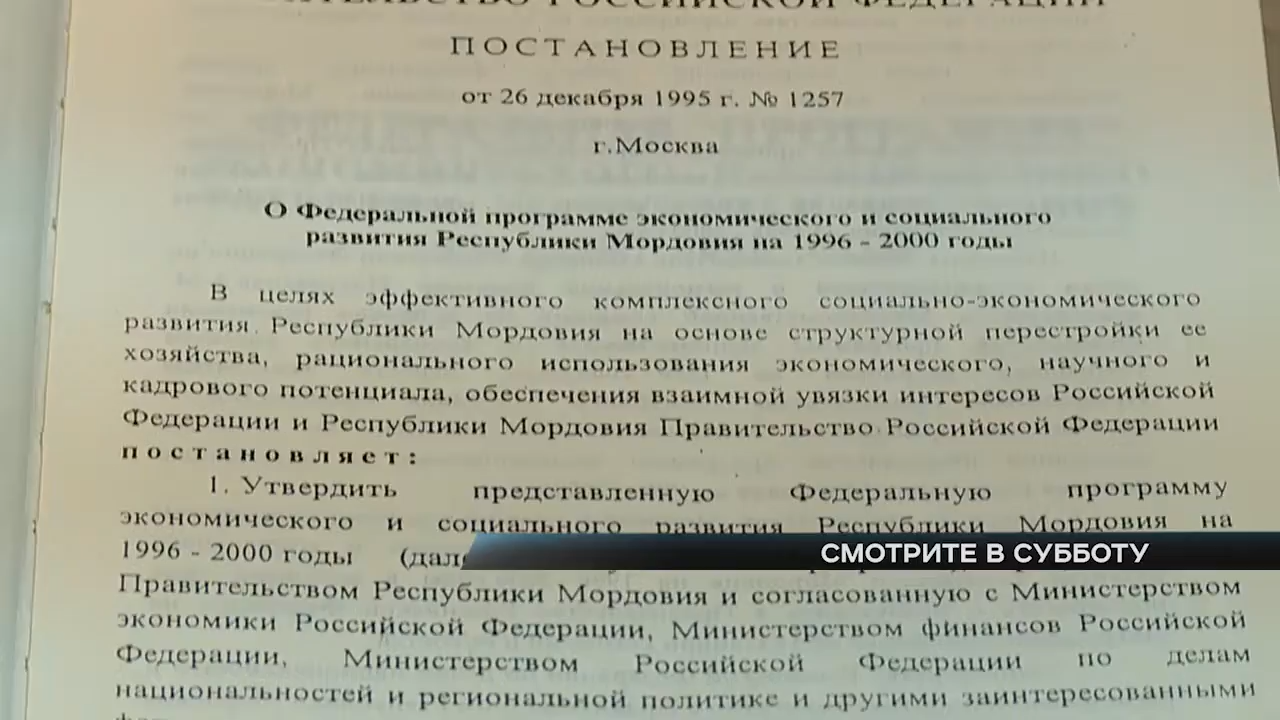 РОССИЙСКОЙ ФЕДЕРАЦИИ
ПОСТАНОВЛЕНИЕ
от 26 декабря 1995 г. № 1257
г.Москва
О Федеральной программе экономического и социального
развития Республики Мордовия на 1996 - 2000 годы
В целях эффективного комплексного социально-экономического
развития Республики Мордовия на основе структурной перестройки ее
хозяйства, рационального использования экономического, научного и
кадрового потенциала, обеспечения взаимной увязки интересов Российской
Федерации и Республики Мордовия Правительство Российской Федерации
постановляет:
1. Утвердить представленную Федеральную программу
экономического и социального развития Республики Мордовия на
1996 - 2000 годы
СМОТРИТЕ В СУББОТУ
Правительством Республики Мордовия и согласованную с Министерством
экономики Российской Федерации, Министерством финансов Российской
Федерации, Министерством Российской Федерации по делам
национальностей и региональной политике и другими заинтересованными